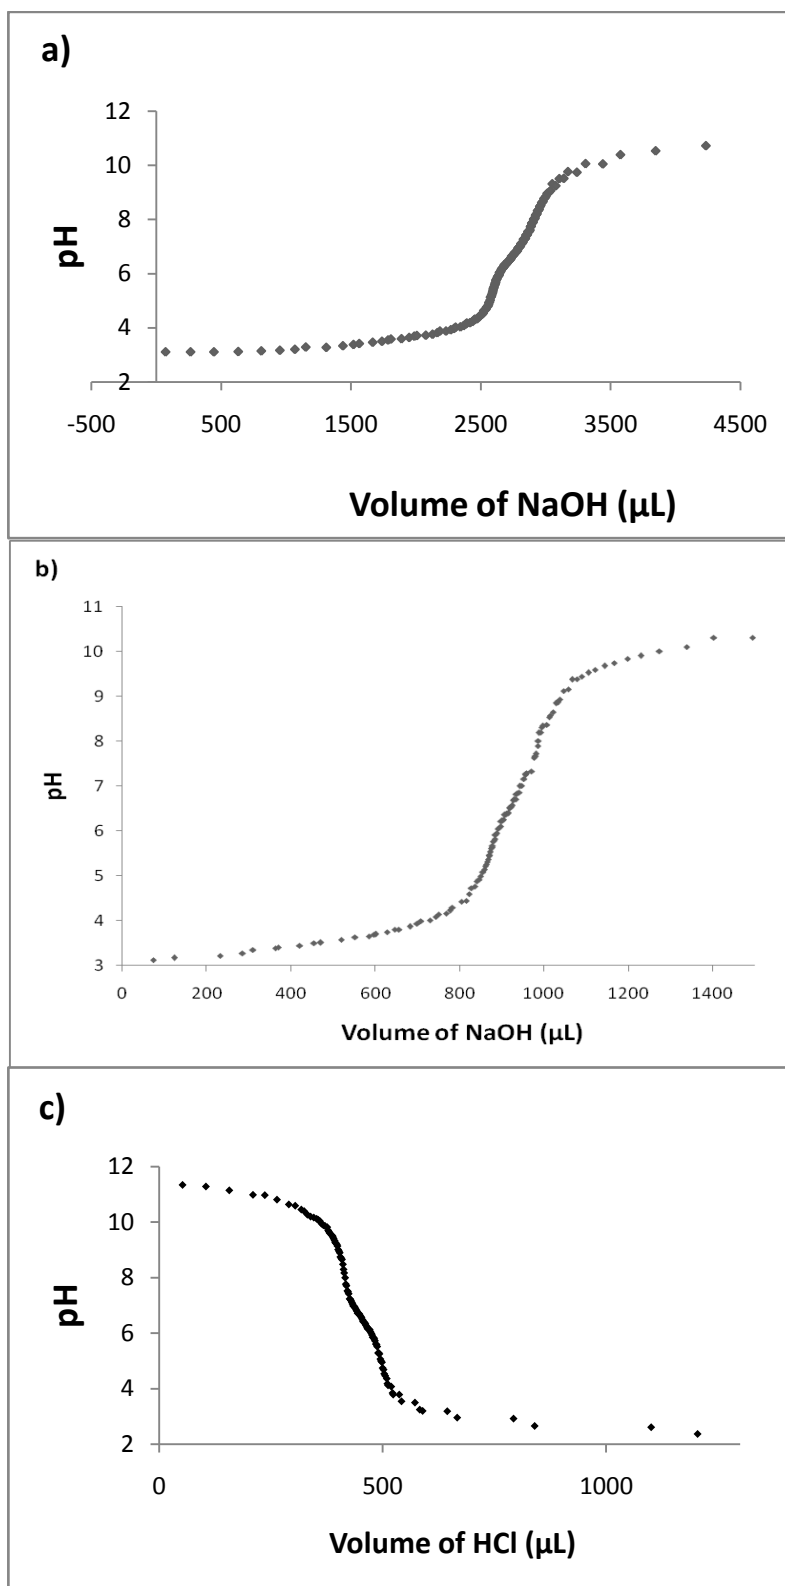 a)
12
10
8
6
4
2
pH
-500 500 1500 2500 3500 4500
Volume of NaOH (µL)
b)
11
10
9
8
7
6
5
4
3
pH
0 200 400 600 800 1000 1200 1400
Volume of NaOH (µL)
c)
12
10
8
6
4
2
pH
0 500 1000
Volume of HCl (µL)